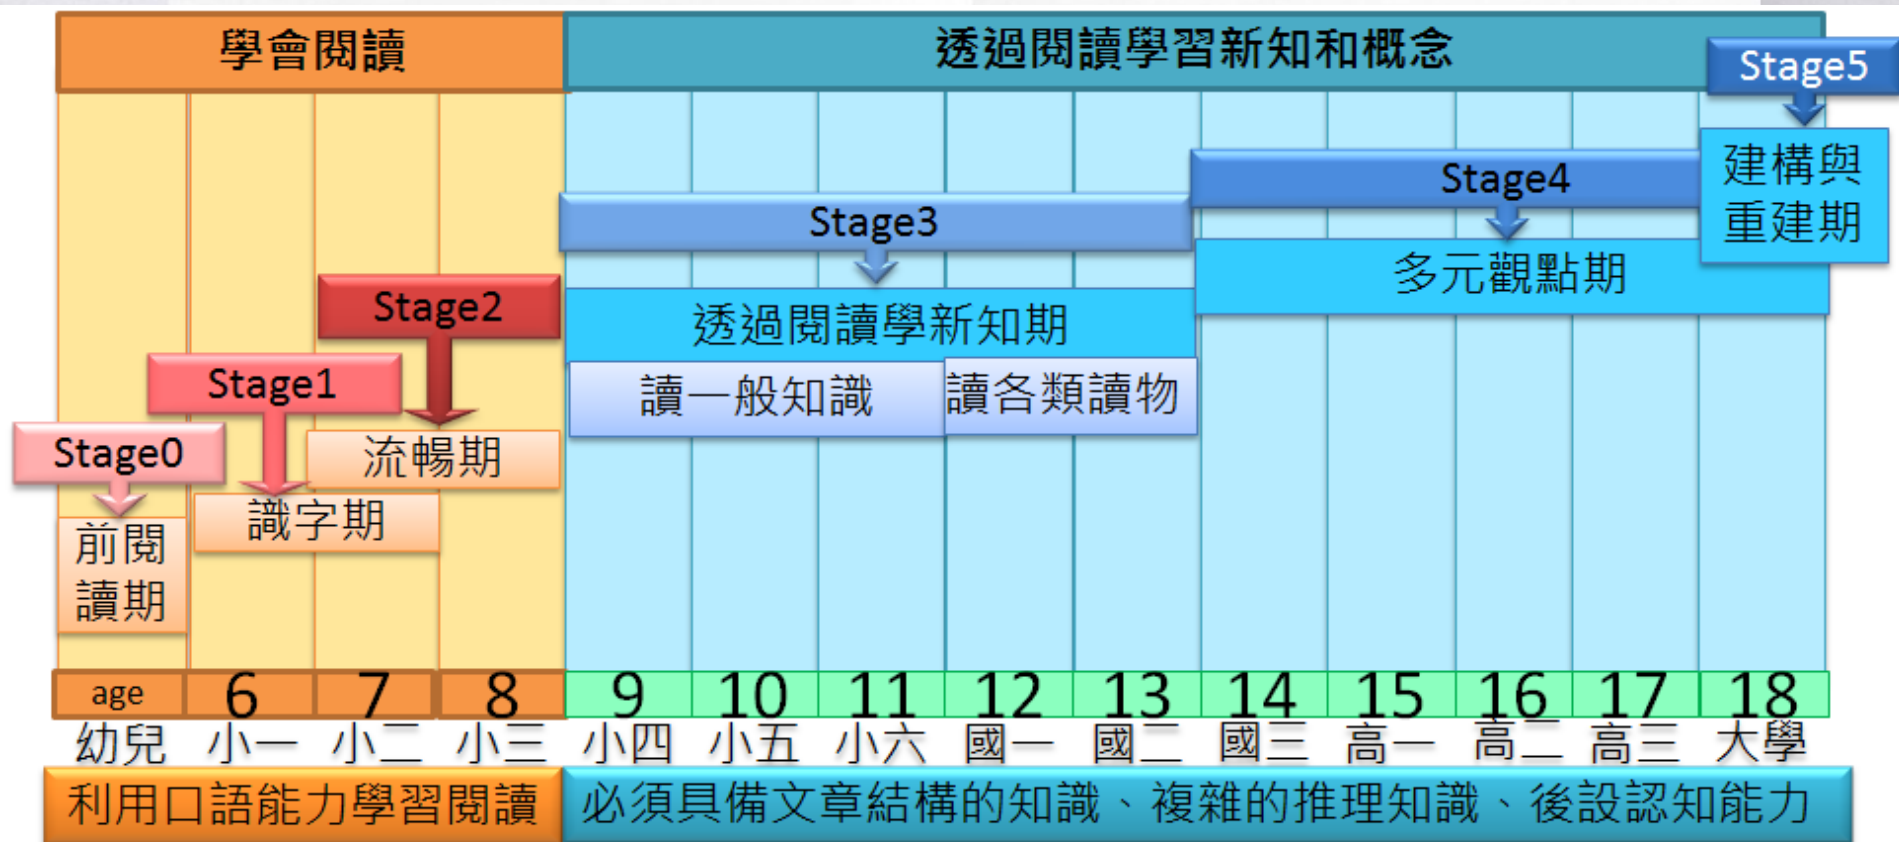 學會閱讀
透過閱讀學習新知和概念
Stage5
建構與
重建期
Stage4
多元觀點期
Stage3
透過閱讀學新知期
讀一般知識
讀各類讀物
Stage2
流暢期
Stage1
識字期
Stage0
前閱
讀期
age 6 7 8 9 10 11 12 13 14 15 16 17 18
幼兒 小一 小二 小三 小四 小五 小六 國一 國二 國三 高一 高二 高三 大學
利用口語能力學習閱讀
必須具備文章結構的知識、複雜的推理知識、後設認知能力